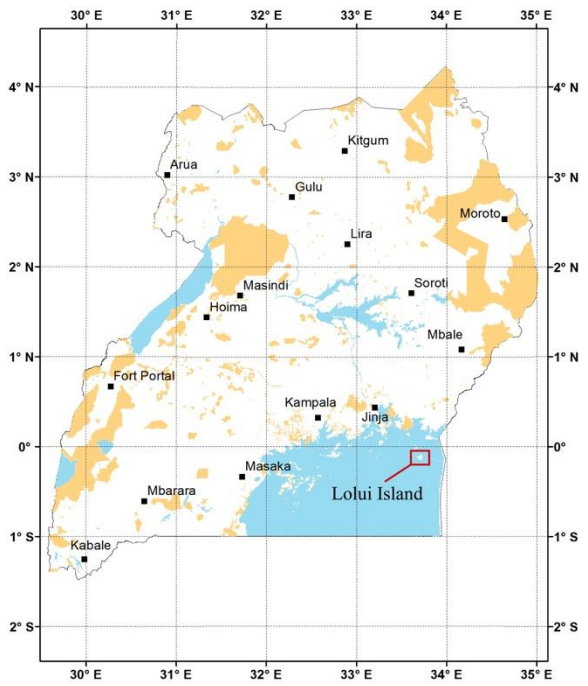 30° E 31° E 32° E 33° E 34° E 35° E
4° N 4° N
Kitgum
Arua
3° N 3° N
Gulu
Moroto
Lira
2° N 2° N
Masindi Soroti
Hoima
Mbale
1° N 1° N
Fort Portal
Kampala
Jinja
0° 0°
Masaka
Lolui Island
Mbarara
1° S 1° S
Kabale
2° S 2° S
30° E 31° E 32° E 33° E 34° E 35° E